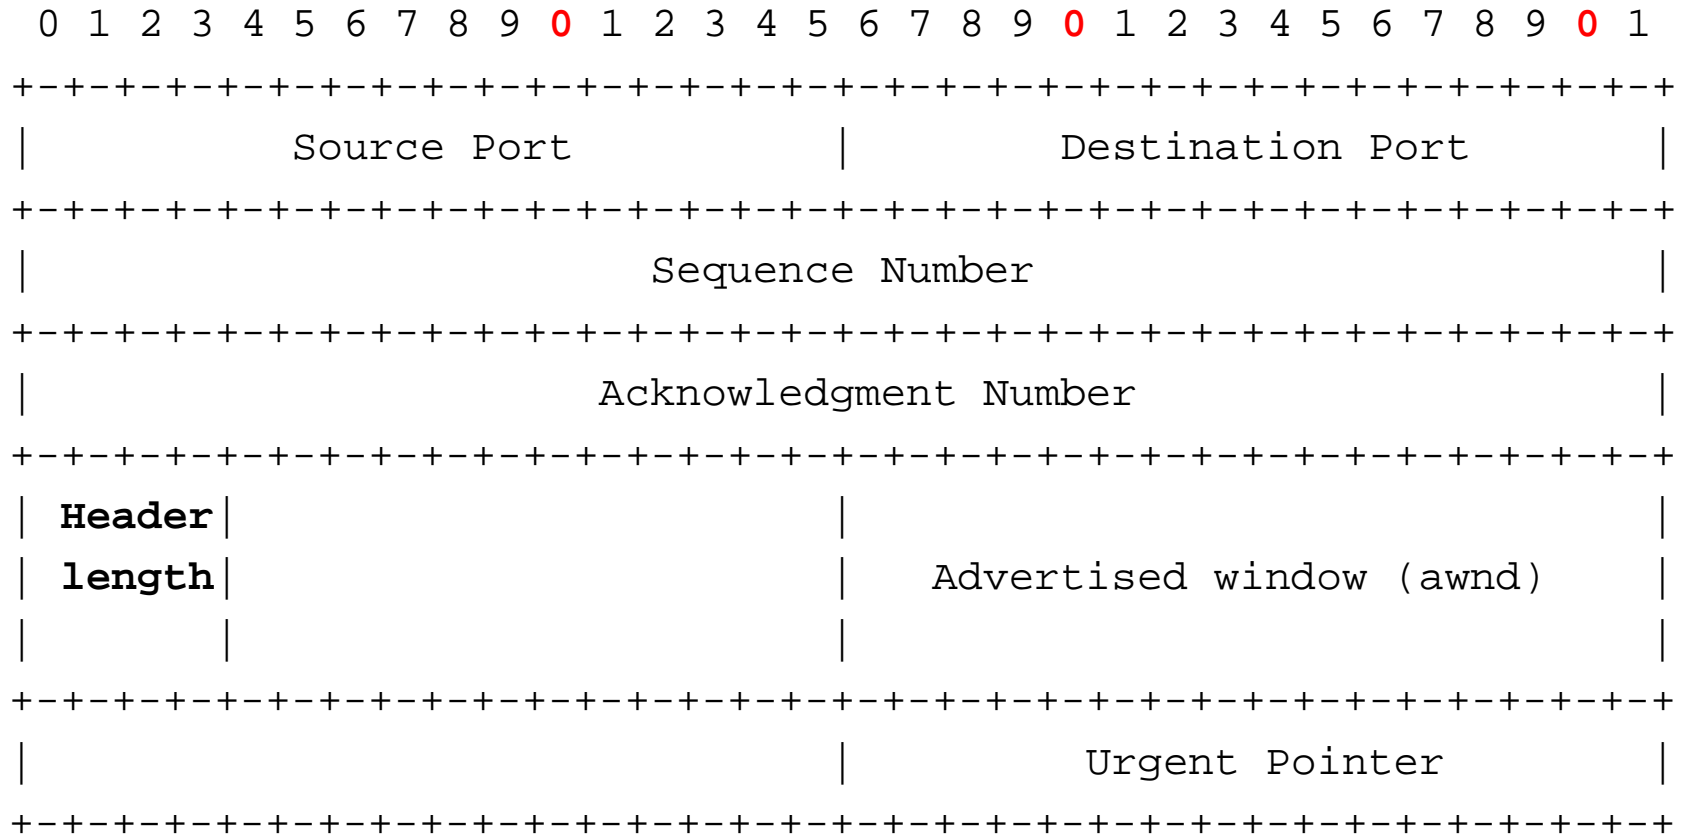 0 1 2 3 4 5 6 7 8 9 0 1 2 3 4 5 6 7 8 9 0 1 2 3 4 5 6 7 8 9 0 1
+-+-+-+-+-+-+-+-+-+-+-+-+-+-+-+-+-+-+-+-+-+-+-+-+-+-+-+-+-+-+-+-+
|          Source Port          |        Destination Port       |
+-+-+-+-+-+-+-+-+-+-+-+-+-+-+-+-+-+-+-+-+-+-+-+-+-+-+-+-+-+-+-+-+
|                        Sequence Number                        |
+-+-+-+-+-+-+-+-+-+-+-+-+-+-+-+-+-+-+-+-+-+-+-+-+-+-+-+-+-+-+-+-+
|                      Acknowledgment Number                    |
+-+-+-+-+-+-+-+-+-+-+-+-+-+-+-+-+-+-+-+-+-+-+-+-+-+-+-+-+-+-+-+-+
| Header|                       |                               |
| length|                       |   Advertised window (awnd)    |
|       |                       |                               |
+-+-+-+-+-+-+-+-+-+-+-+-+-+-+-+-+-+-+-+-+-+-+-+-+-+-+-+-+-+-+-+-+
|                               |         Urgent Pointer        |
+-+-+-+-+-+-+-+-+-+-+-+-+-+-+-+-+-+-+-+-+-+-+-+-+-+-+-+-+-+-+-+-+